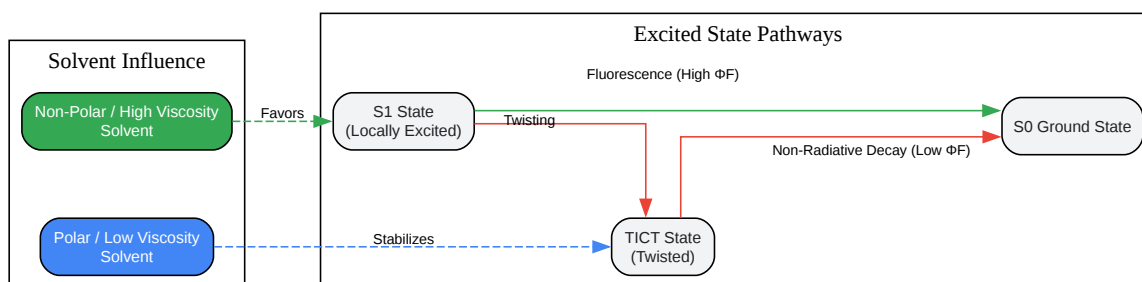 Solvent Influence
Non-Polar / High Viscosity
Solvent
Polar / Low Viscosity
Solvent
Favors
Stabilizes
Excited State Pathways
Fluorescence (High ΦF)
S1 State
(Locally Excited)
Twisting
S0 Ground State
Non-Radiative Decay (Low ΦF)
TICT State
(Twisted)